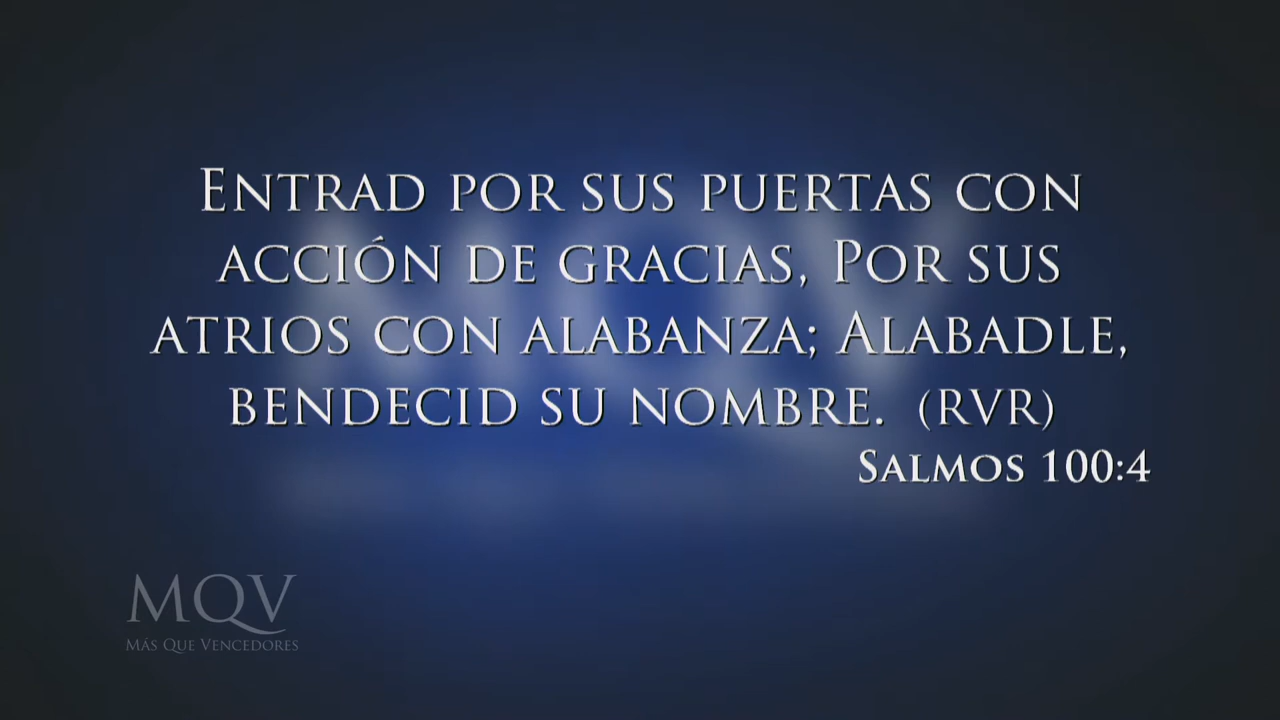 Entrad por sus puertas con
acción de gracias, Por sus
atrios con alabanza; Alabadle,
bendecid su nombre. (RVR)
Salmos 100:4
MQV
Más Que Vencedores